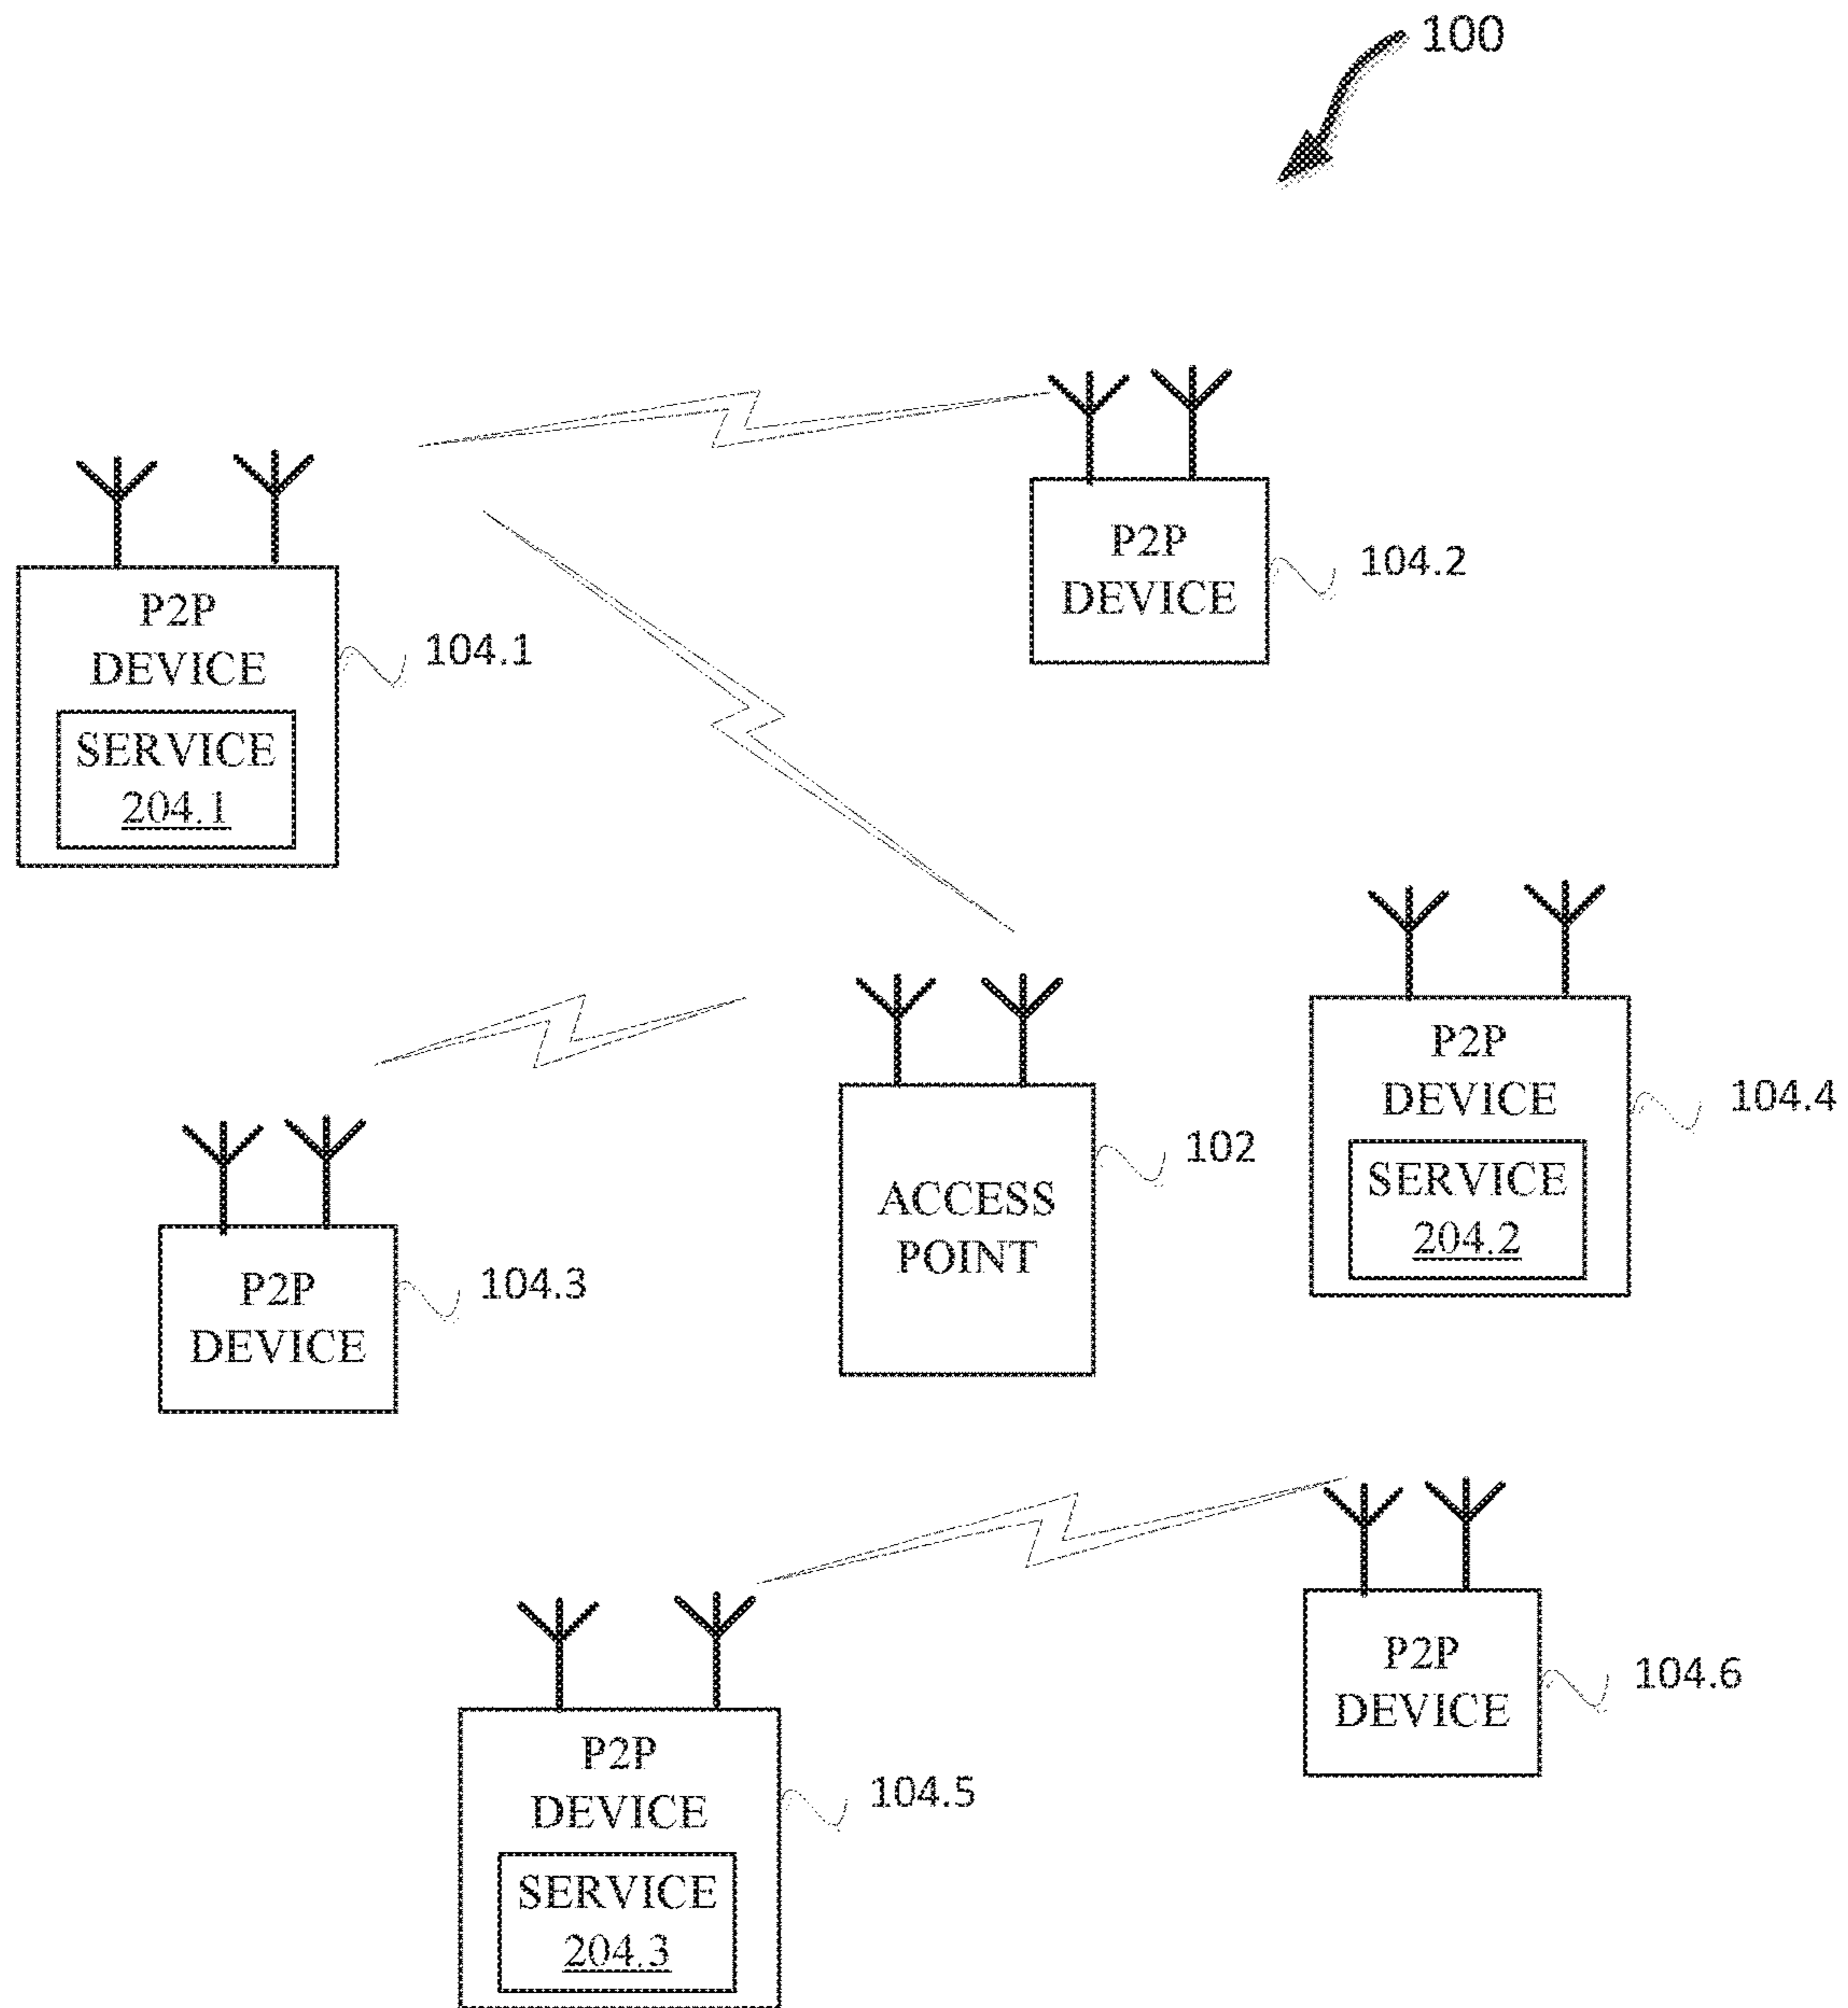 100
P2P
DEVICE
104.2
P2P
DEVICE
104.1
SERVICE
204.1
P2P
DEVICE
104.4
SERVICE
204.2
ACCESS
POINT
102
P2P
DEVICE
104.3
P2P
DEVICE
104.6
P2P
DEVICE
104.5
SERVICE
204.3